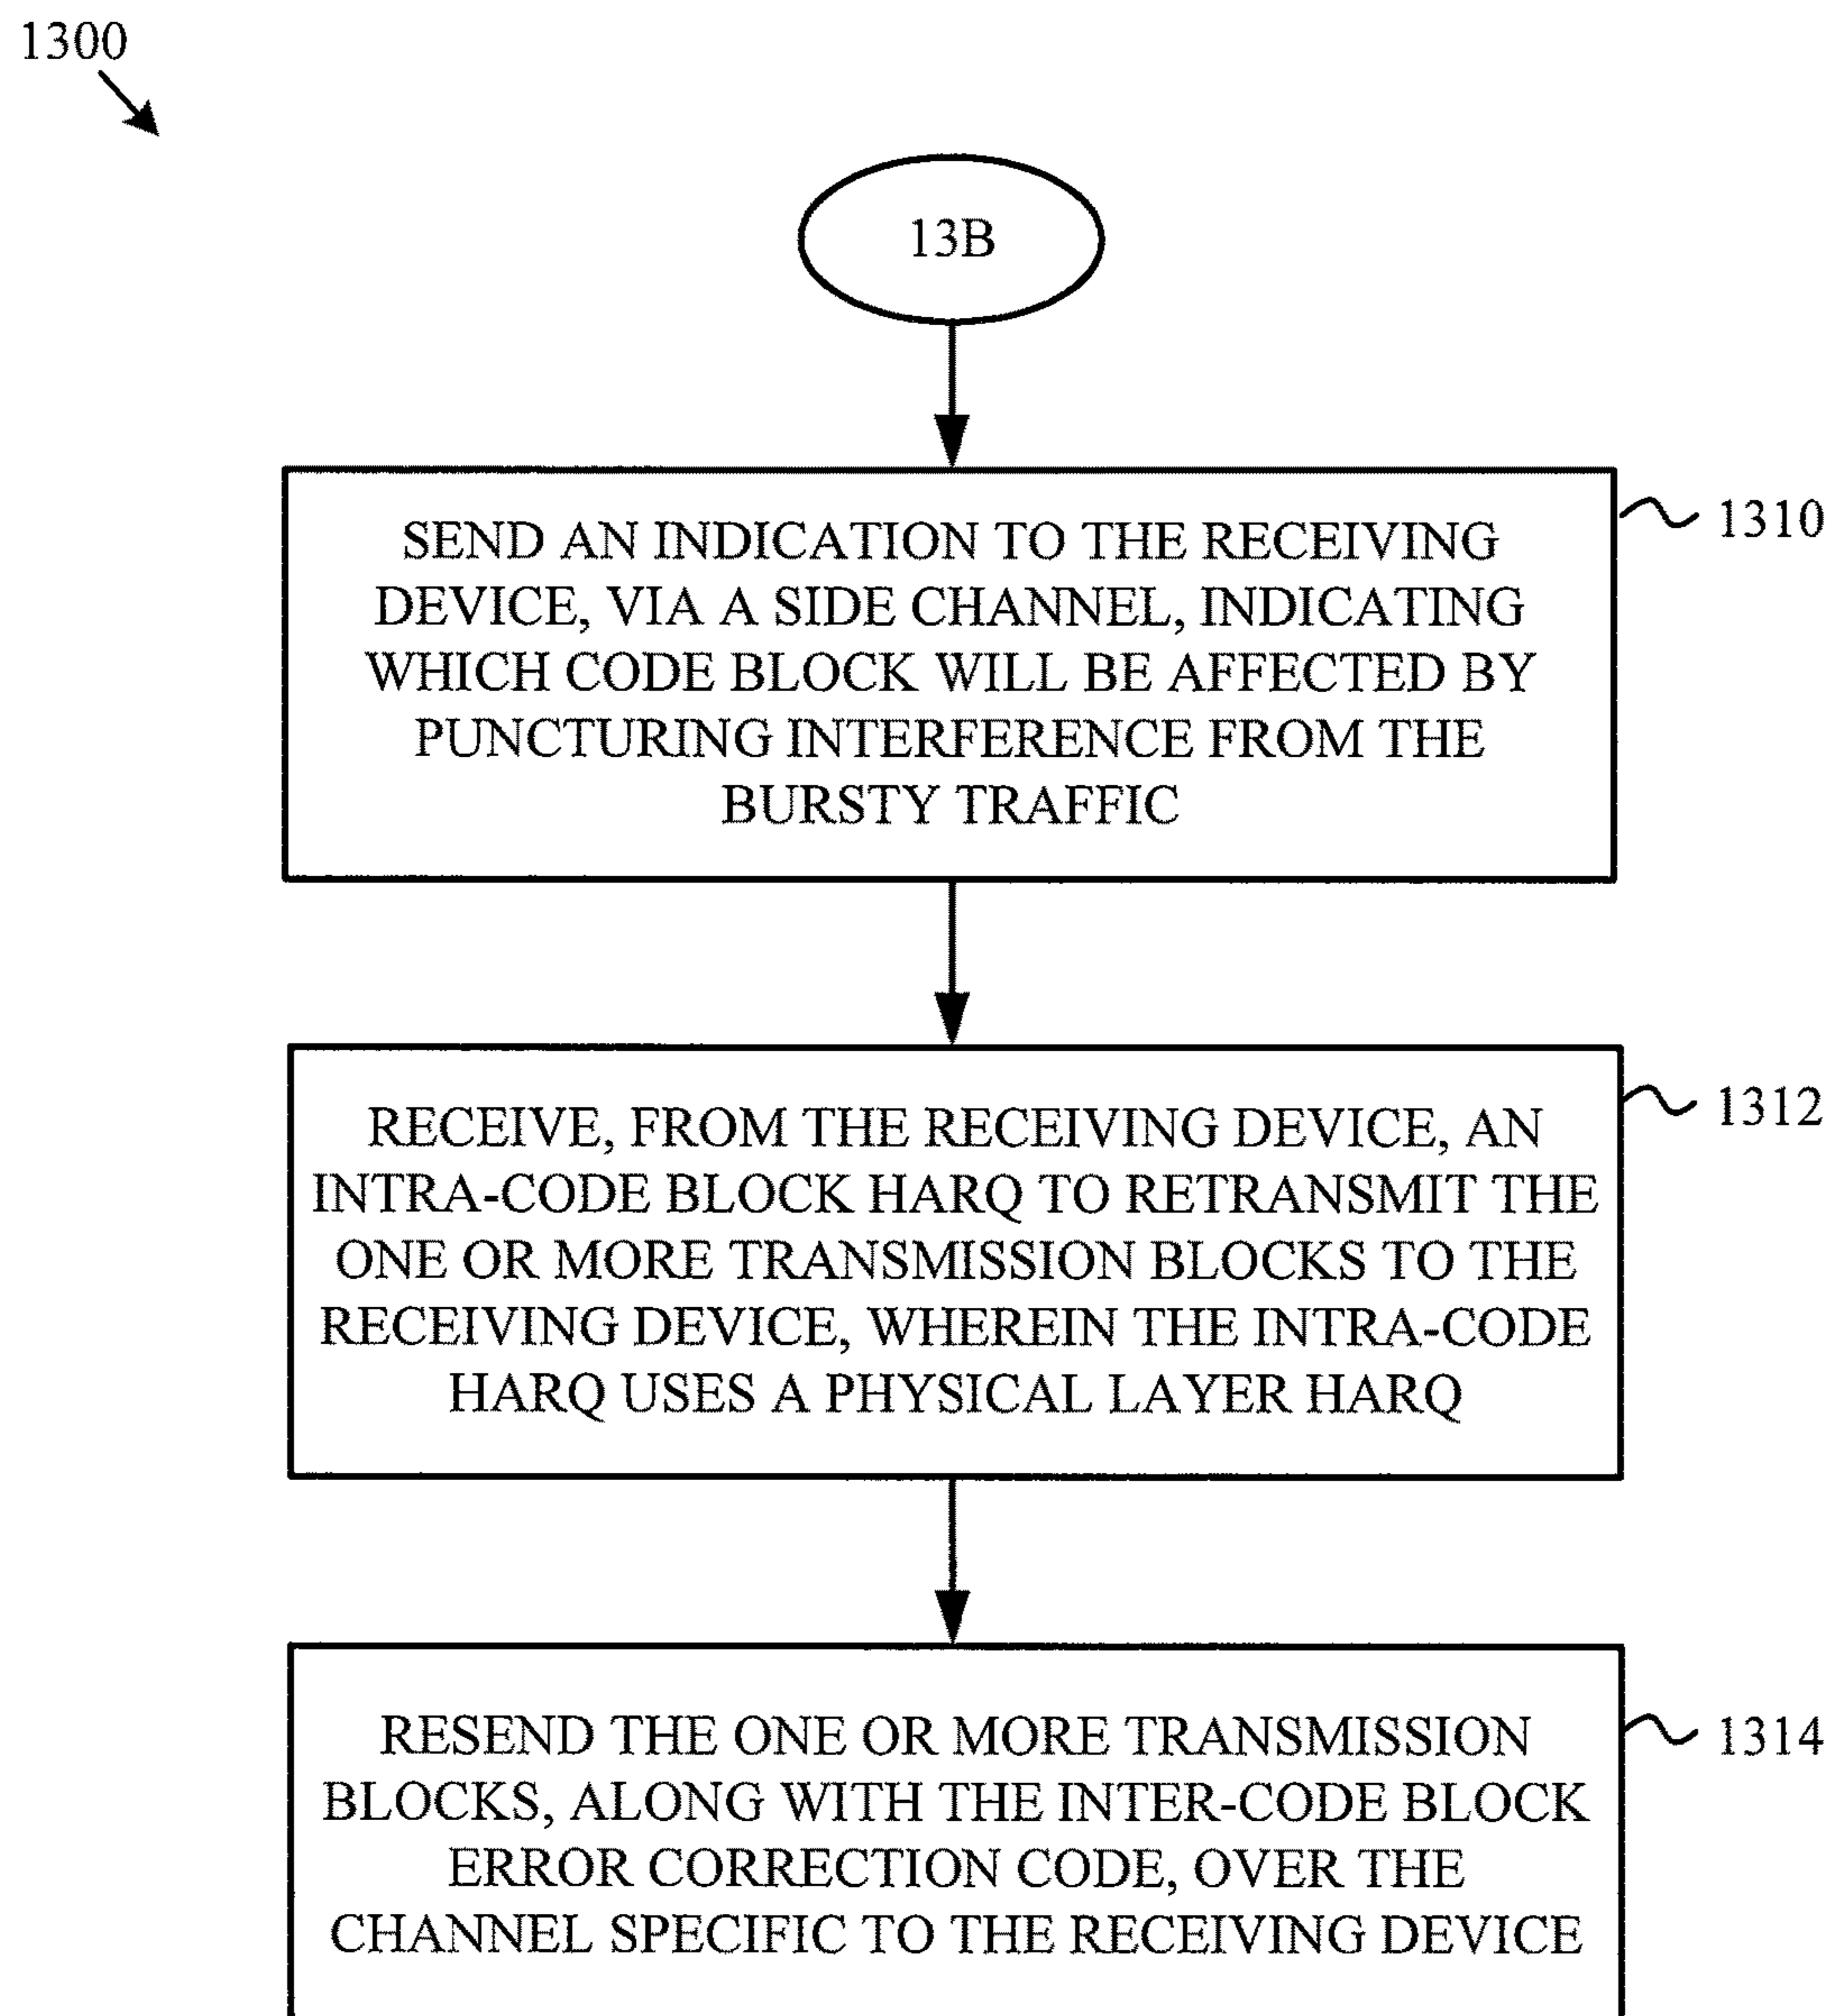 1300
13B
SEND AN INDICATION TO THE RECEIVING
DEVICE, VIA A SIDE CHANNEL, INDICATING
WHICH CODE BLOCK WILL BE AFFECTED BY
PUNCTURING INTERFERENCE FROM THE
BURSTY TRAFFIC
1310
RECEIVE, FROM THE RECEIVING DEVICE, AN
INTRA-CODE BLOCK HARQ TO RETRANSMIT THE
ONE OR MORE TRANSMISSION BLOCKS TO THE
RECEIVING DEVICE, WHEREIN THE INTRA-CODE
HARQ USES A PHYSICAL LAYER HARQ
1312
RESEND THE ONE OR MORE TRANSMISSION
BLOCKS, ALONG WITH THE INTER-CODE BLOCK
ERROR CORRECTION CODE, OVER THE
CHANNEL SPECIFIC TO THE RECEIVING DEVICE
1314